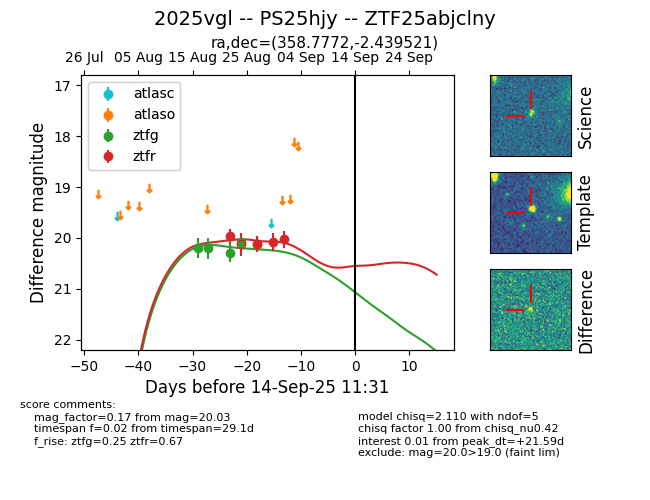 2025vgl -- PS25hjy -- ZTF25abjclny
ra,dec=(358.7772,-2.439521)
26 Jul 05 Aug 15 Aug 25 Aug 04 Sep 14 Sep 24 Sep
17
18
19
20
21
22
Difference magnitude
atlasc
atlaso
ztfg
ztfr
−50 −40 −30 −20 −10 0 10
Days before 14-Sep-25 11:31
Science
Template
Difference
score comments:
mag_factor=0.17 from mag=20.03
timespan f=0.02 from timespan=29.1d
f_rise: ztfg=0.25 ztfr=0.67
model chisq=2.110 with ndof=5
chisq factor 1.00 from chisq_nu0.42
interest 0.01 from peak_dt=+21.59d
exclude: mag=20.0>19.0 (faint lim)